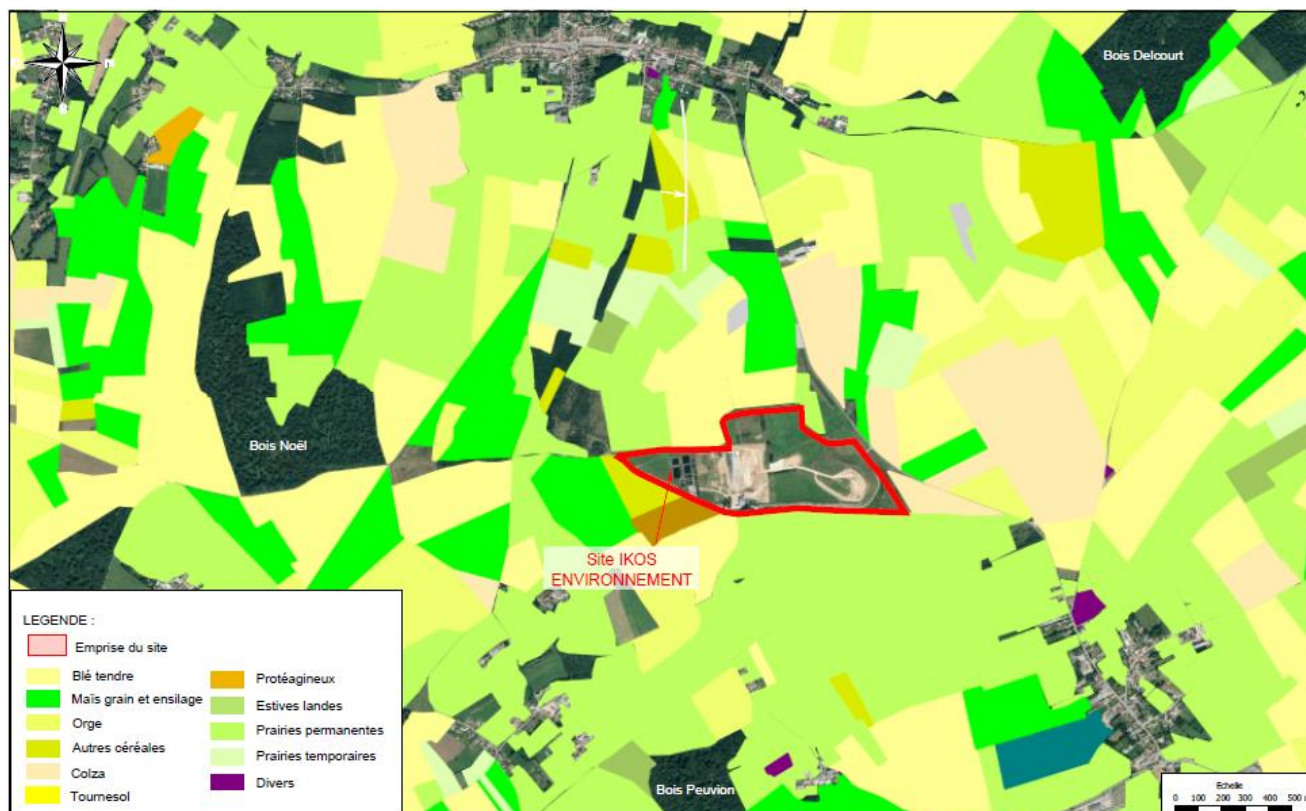 Bois Delcourt
Bois Noël
Site IKOS
ENVIRONNEMENT
Bois Peuvion
LEGENDE :
Emprise du site
Blé tendre
Maïs grain et ensilage
Orge
Autres céréales
Colza
Tournesol
Protéagineux
Estives landes
Prairies permanentes
Prairies temporaires
Divers
Echelle
0 100 200 300 400 500